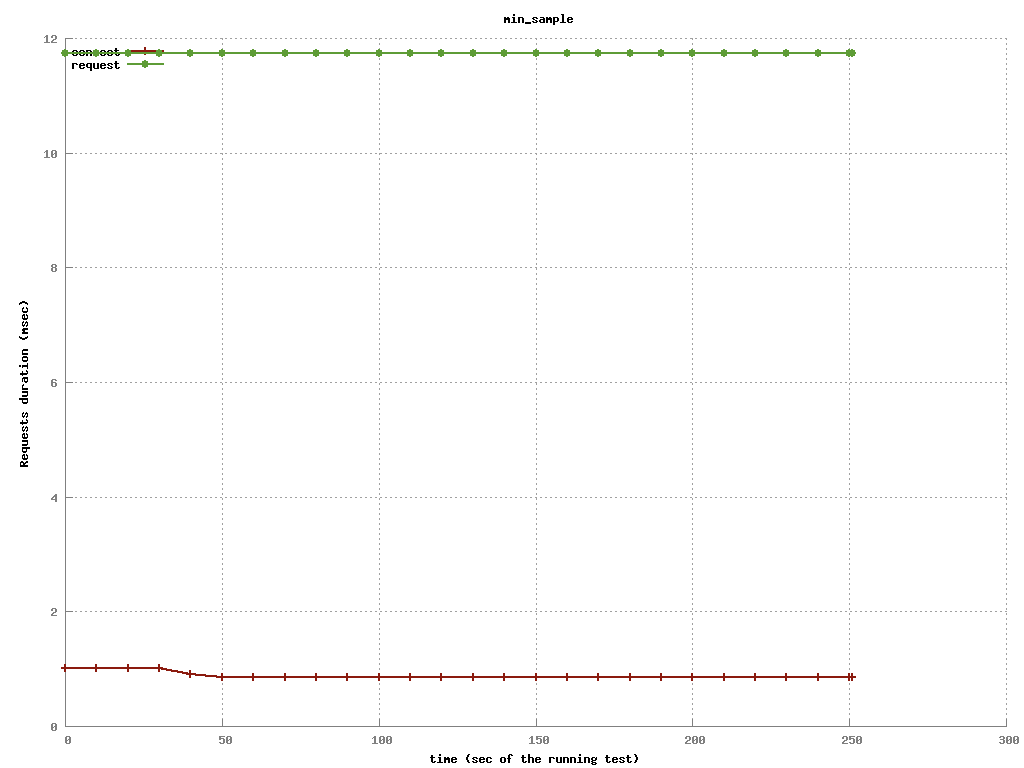 min_sample
12
10
8
6
4
2
0
connect
request
Requests duration (msec)
0 50 100 150 200 250 300
time (sec of the running test)